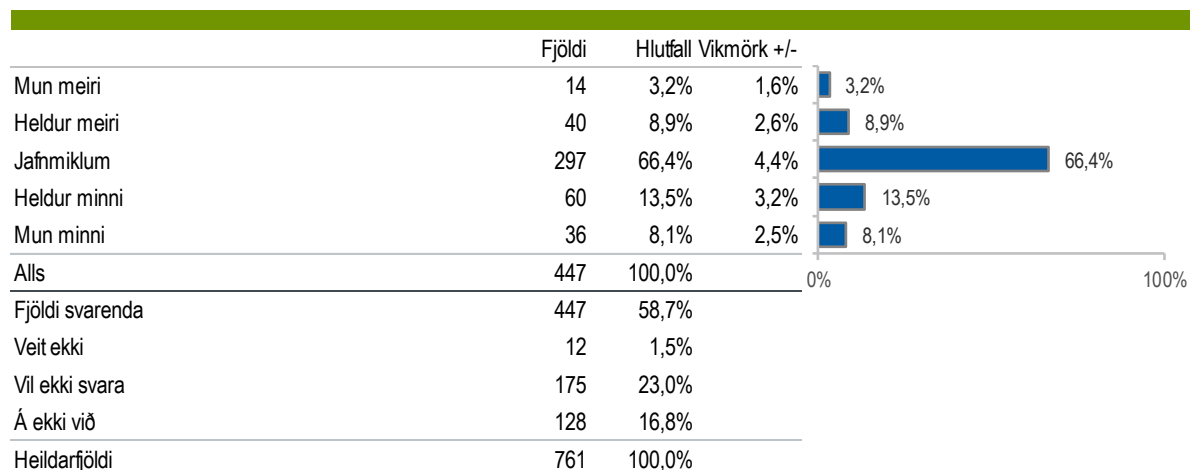 Fjöldi Hlutfall Vikmörk +/-
Mun meiri 14 3,2% 1,6% 3,2%
Heldur meiri 40 8,9% 2,6% 8,9%
Jafnmiklum 297 66,4% 4,4% 66,4%
Heldur minni 60 13,5% 3,2% 13,5%
Mun minni 36 8,1% 2,5% 8,1%
Alls 447 100,0% 0% 100%
Fjöldi svarenda 447 58,7%
Veit ekki 12 1,5%
Vil ekki svara 175 23,0%
Á ekki við 128 16,8%
Heildarfjöldi 761 100,0%